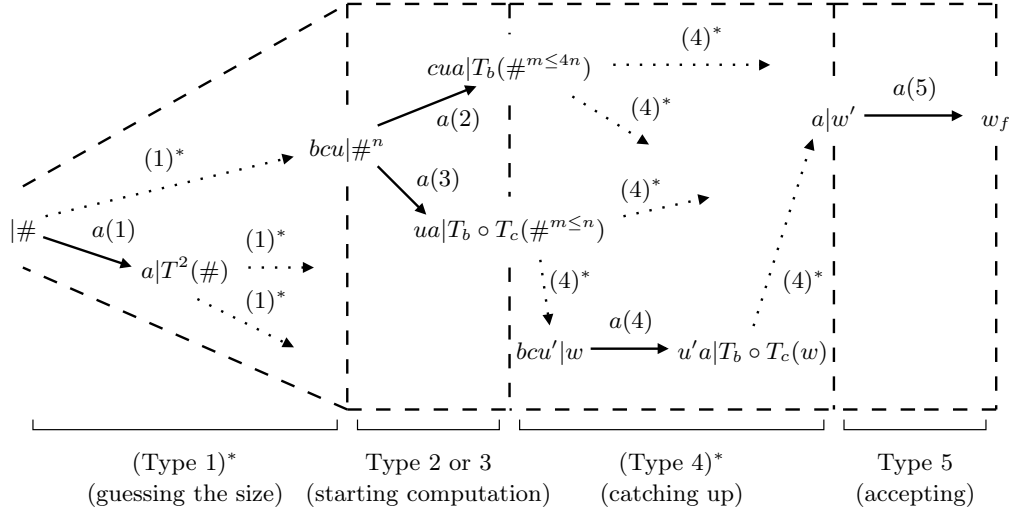 (4)*
cua|T_b(#^{m≤4n})
a(5)
a(2)
(4)*
a|w′
w_f
(1)*
bcu|#^n
a(3)
(4)*
|#
a(1)
(1)*
ua|T_b ∘ T_c(#^{m≤n})
a|T²(#)
(4)*
(4)*
(1)*
a(4)
bcu′|w
u′a|T_b ∘ T_c(w)
(Type 1)*
(guessing the size)
Type 2 or 3
(starting computation)
(Type 4)*
(catching up)
Type 5
(accepting)